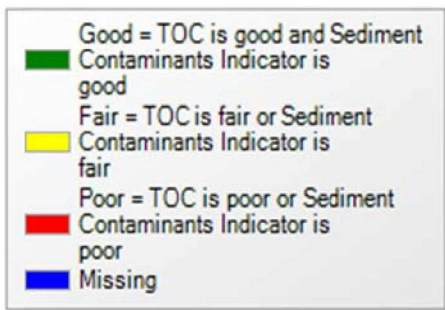 Good = TOC is good and Sediment
Contaminants Indicator is
good
Fair = TOC is fair or Sediment
Contaminants Indicator is
fair
Poor = TOC is poor or Sediment
Contaminants Indicator is
poor
Missing